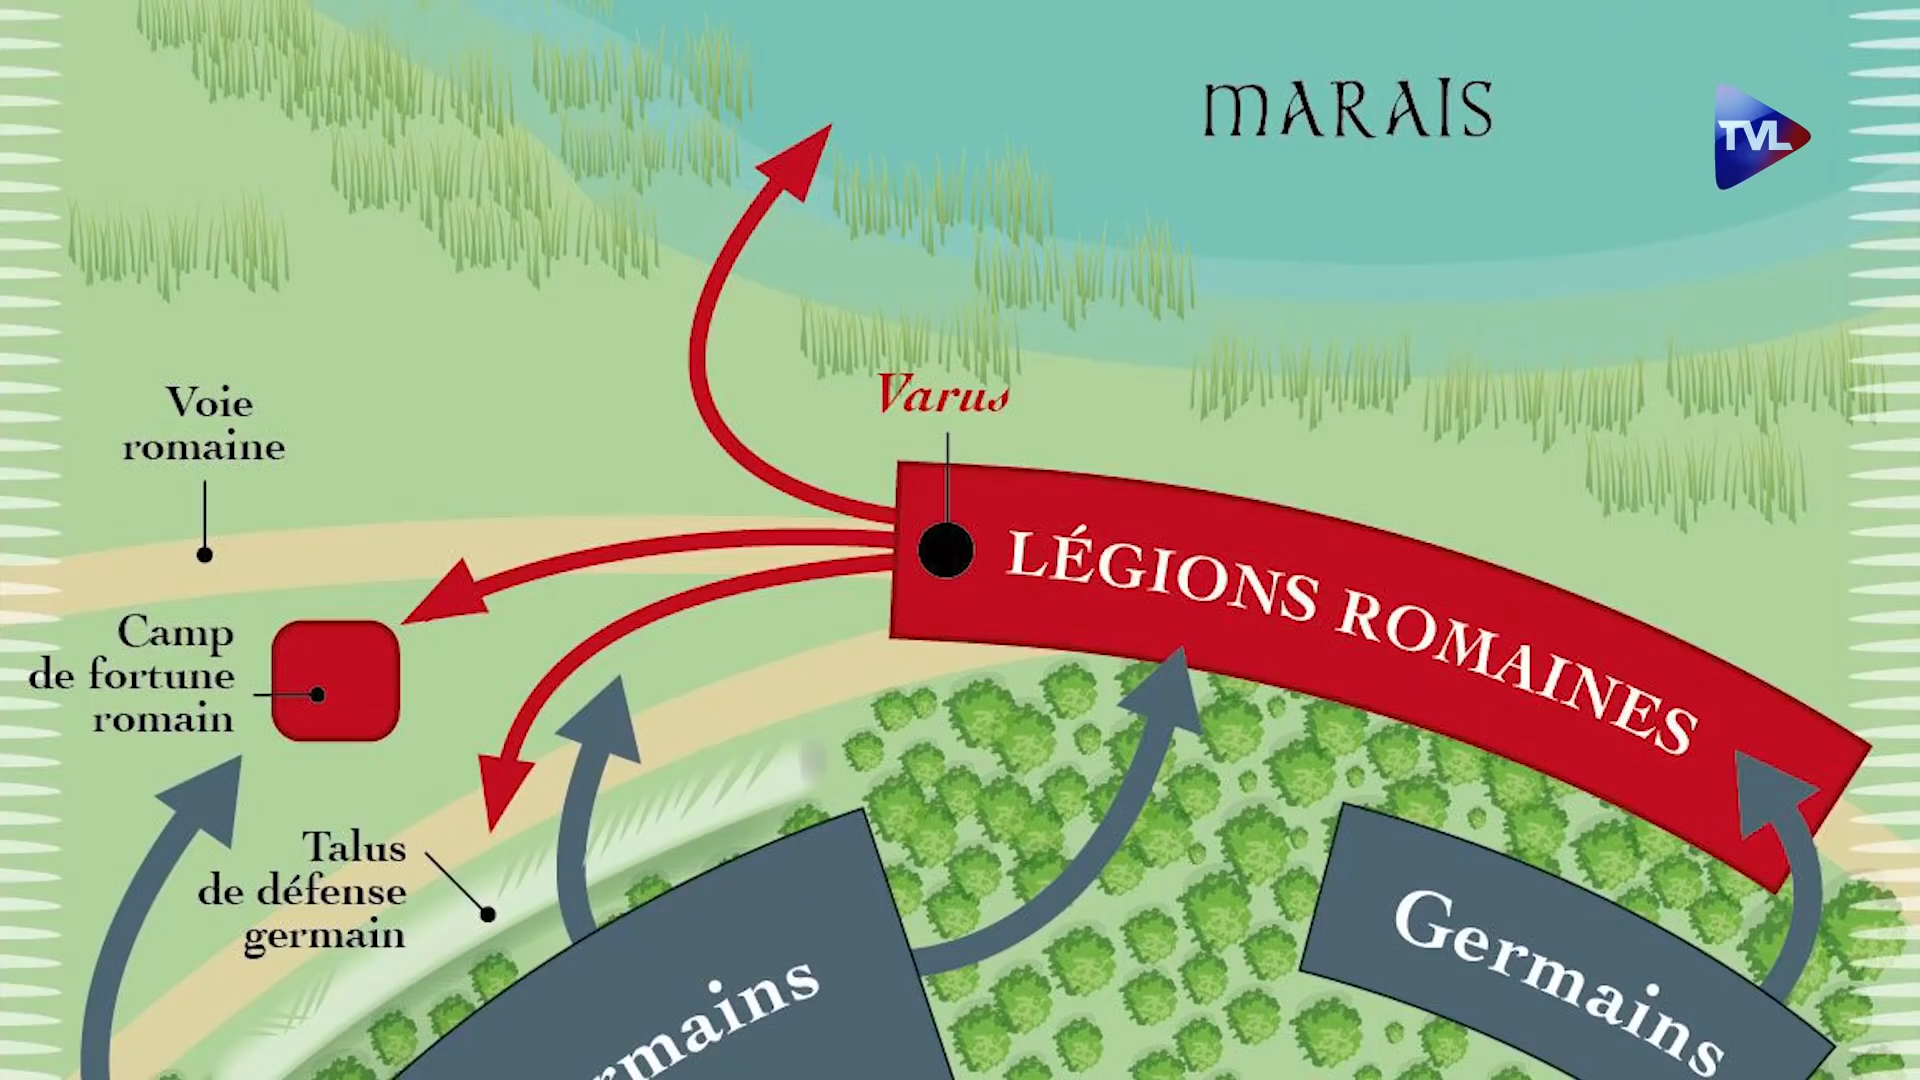 MARAIS
TVL
Varus
Voie
romaine
LÉGIONS ROMAINES
Camp
de fortune
romain
Talus
de défense
germain
Germains